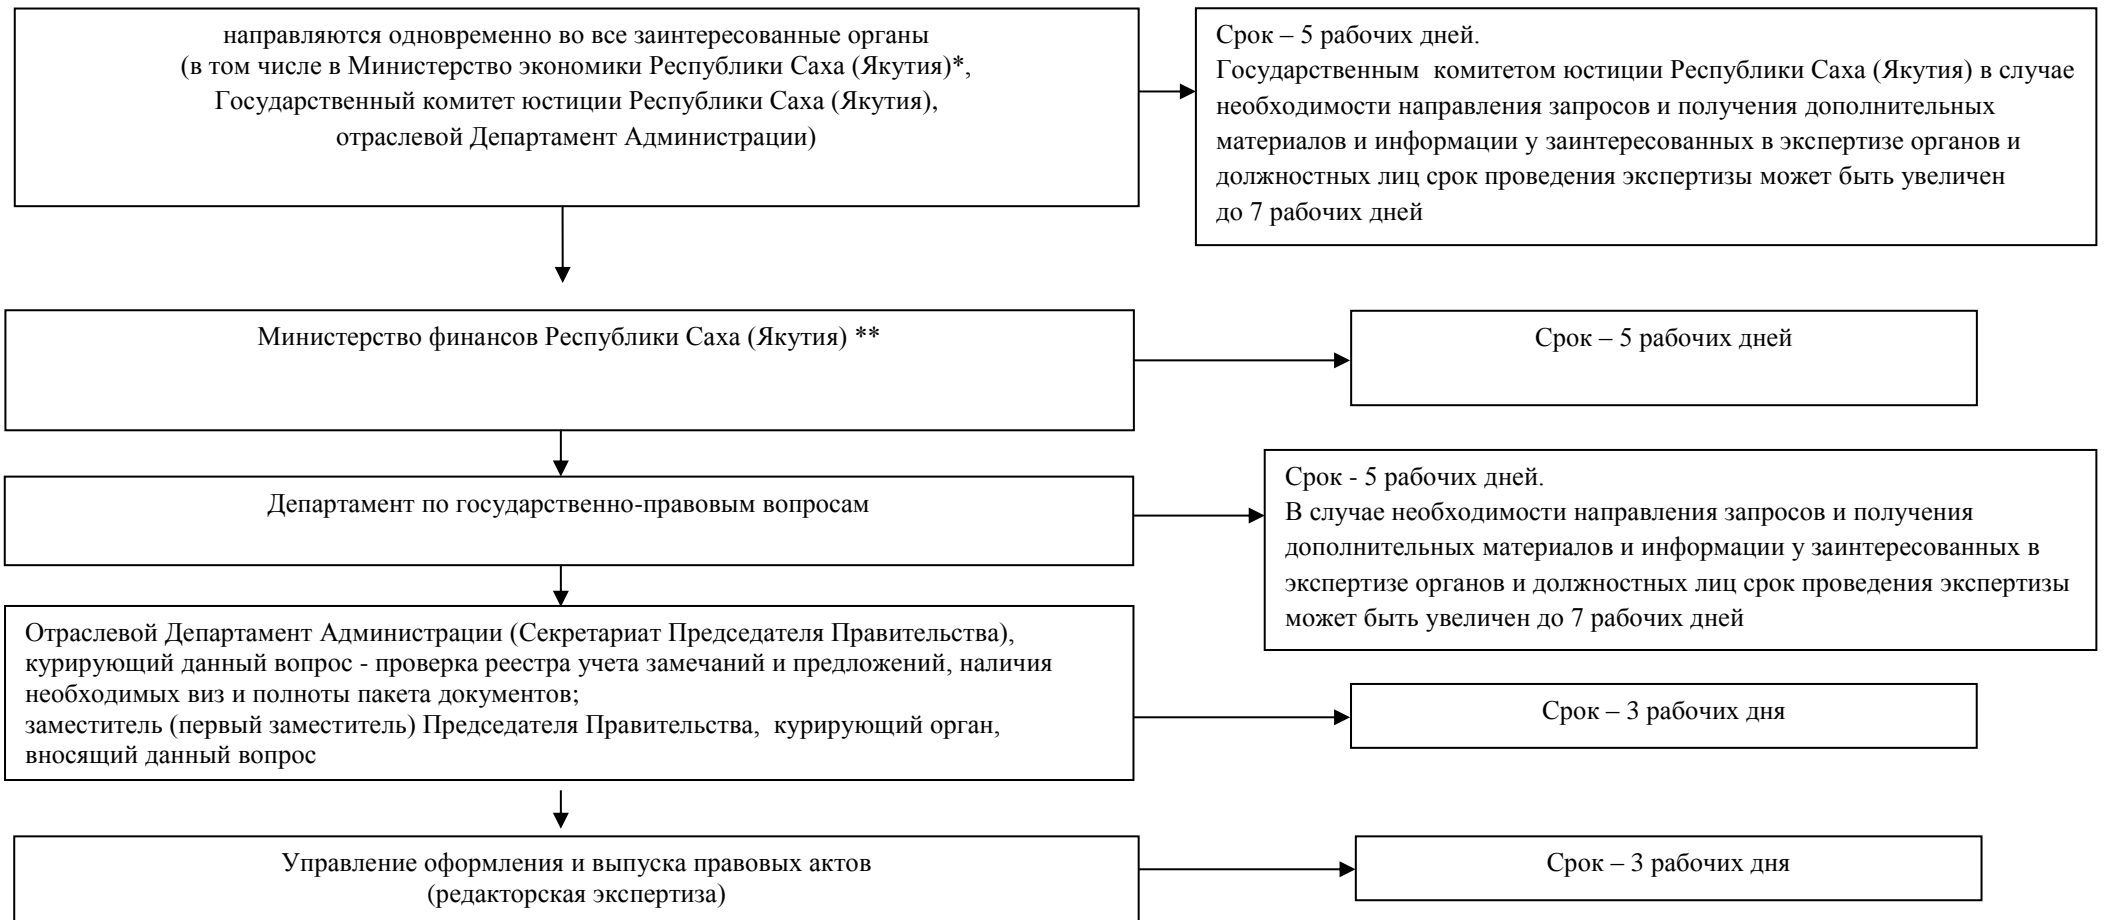 направляются одновременно во все заинтересованные органы
(в том числе в Министерство экономики Республики Саха (Якутия)*,
Государственный комитет юстиции Республики Саха (Якутия),
отраслевой Департамент Администрации)
Срок – 5 рабочих дней.
Государственным комитетом юстиции Республики Саха (Якутия) в случае
необходимости направления запросов и получения дополнительных
материалов и информации у заинтересованных в экспертизе органов и
должностных лиц срок проведения экспертизы может быть увеличен
до 7 рабочих дней
Министерство финансов Республики Саха (Якутия) **
Срок – 5 рабочих дней
Департамент по государственно-правовым вопросам
Срок - 5 рабочих дней.
В случае необходимости направления запросов и получения
дополнительных материалов и информации у заинтересованных в
экспертизе органов и должностных лиц срок проведения экспертизы
может быть увеличен до 7 рабочих дней
Отраслевой Департамент Администрации (Секретариат Председателя Правительства),
курирующий данный вопрос - проверка реестра учета замечаний и предложений, наличия
необходимых виз и полноты пакета документов;
заместитель (первый заместитель) Председателя Правительства, курирующий орган,
вносящий данный вопрос
Срок – 3 рабочих дня
Управление оформления и выпуска правовых актов
(редакторская экспертиза)
Срок – 3 рабочих дня